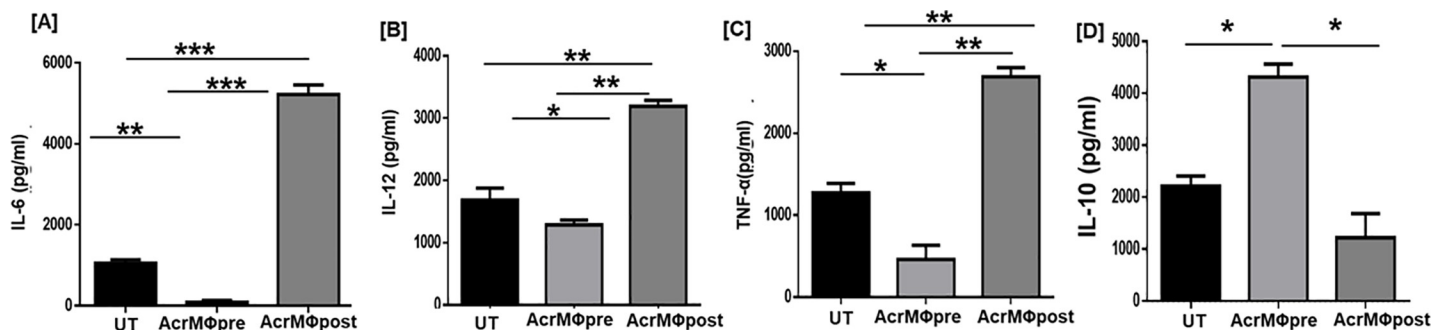 [A]
***
***
**
IL-6 (pg/ml)
6000
4000
2000
0
UT AcrMΦpre AcrMΦpost
[B]
**
**
*
IL-12 (pg/ml)
4000
3000
2000
1000
0
UT AcrMΦpre AcrMΦpost
[C]
**
**
*
TNF-α(pg/ml)
3000
2000
1000
0
UT AcrMΦpre AcrMΦpost
[D]
* *
IL-10 (pg/ml)
5000
4000
3000
2000
1000
0
UT AcrMΦpre AcrMΦpost